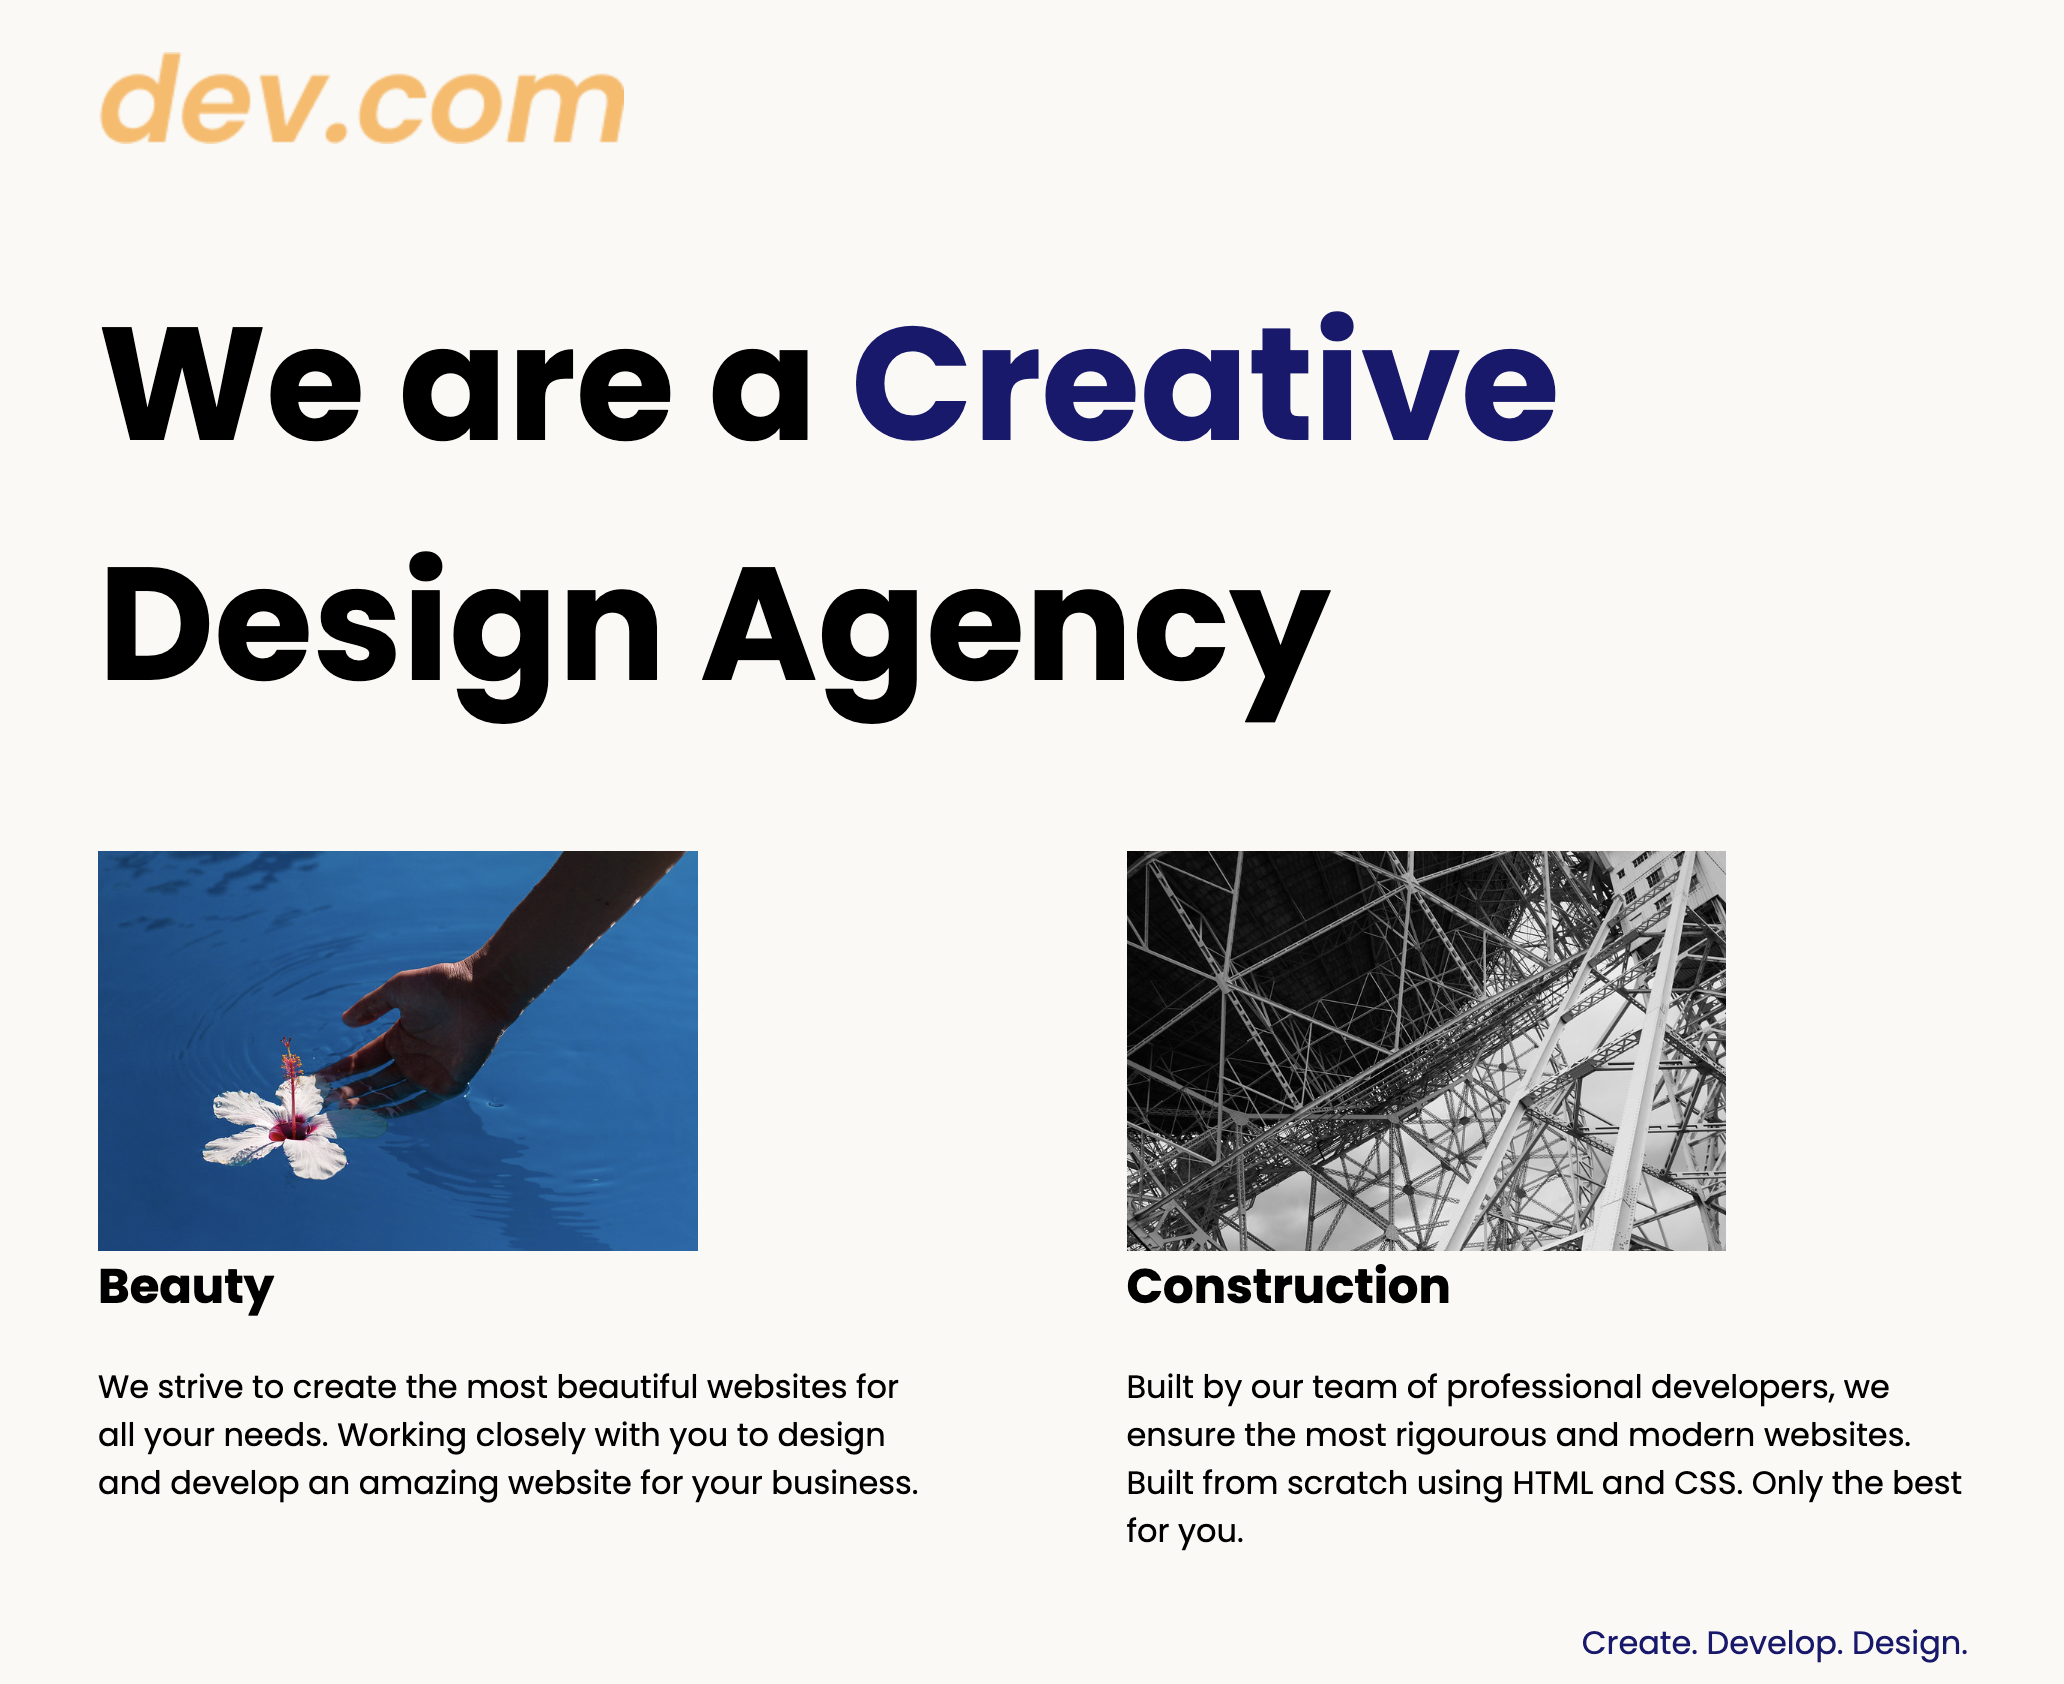 dev.com
We are a Creative
Design Agency
Beauty
We strive to create the most beautiful websites for
all your needs. Working closely with you to design
and develop an amazing website for your business.
Construction
Built by our team of professional developers, we
ensure the most rigourous and modern websites.
Built from scratch using HTML and CSS. Only the best
for you.
Create. Develop. Design.